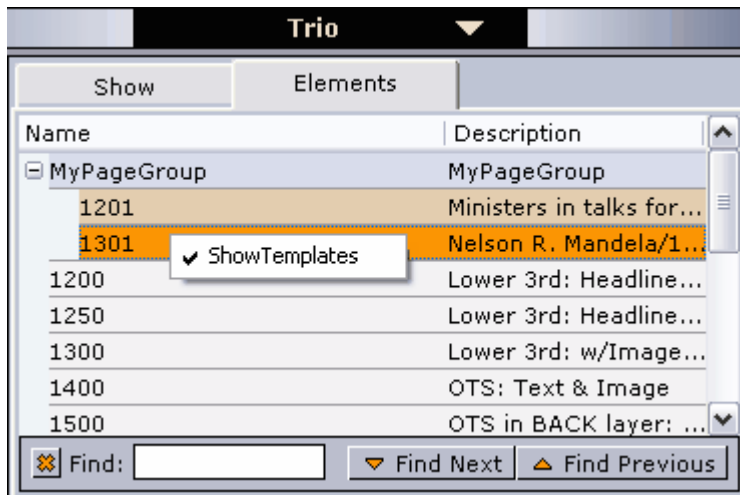 Trio
Show Elements
Name Description
MyPageGroup MyPageGroup
1201 Ministers in talks for...
1301 Nelson R. Mandela/1...
ShowTemplates
1200 Lower 3rd: Headline...
1250 Lower 3rd: Headline...
1300 Lower 3rd: w/Image...
1400 OTS: Text & Image
1500 OTS in BACK layer: ...
Find: Find Next Find Previous